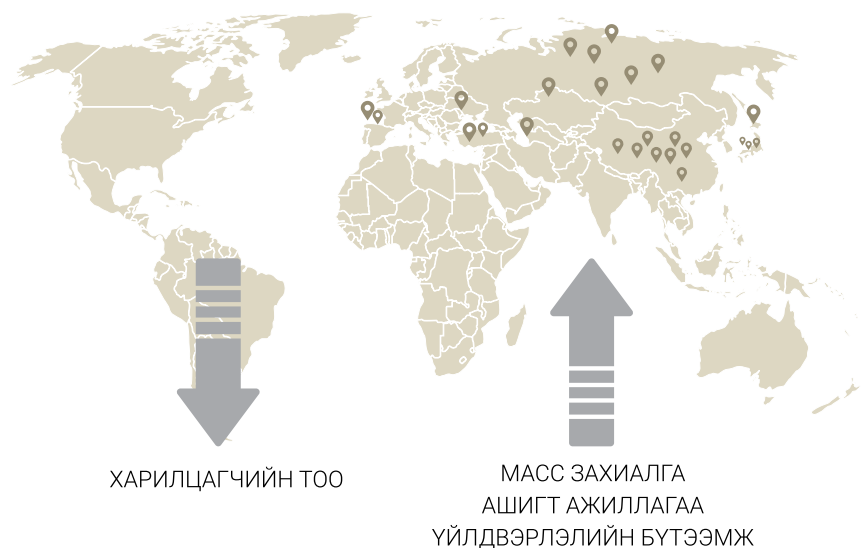 ХАРИЛЦАГЧИЙН ТОО
МАСС ЗАХИАЛГА
АШИГТ АЖИЛЛАГАА
ҮЙЛДВЭРЛЭЛИЙН БҮТЭЭМЖ